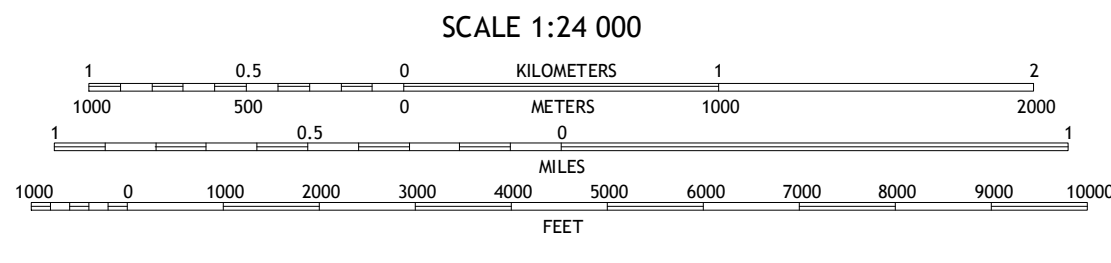 SCALE 1:24 000
1 0.5 0 KILOMETERS 1 2
1000 500 0 METERS 1000 2000
1 0.5 0 1
MILES
1000 0 1000 2000 3000 4000 5000 6000 7000 8000 9000 10000
FEET